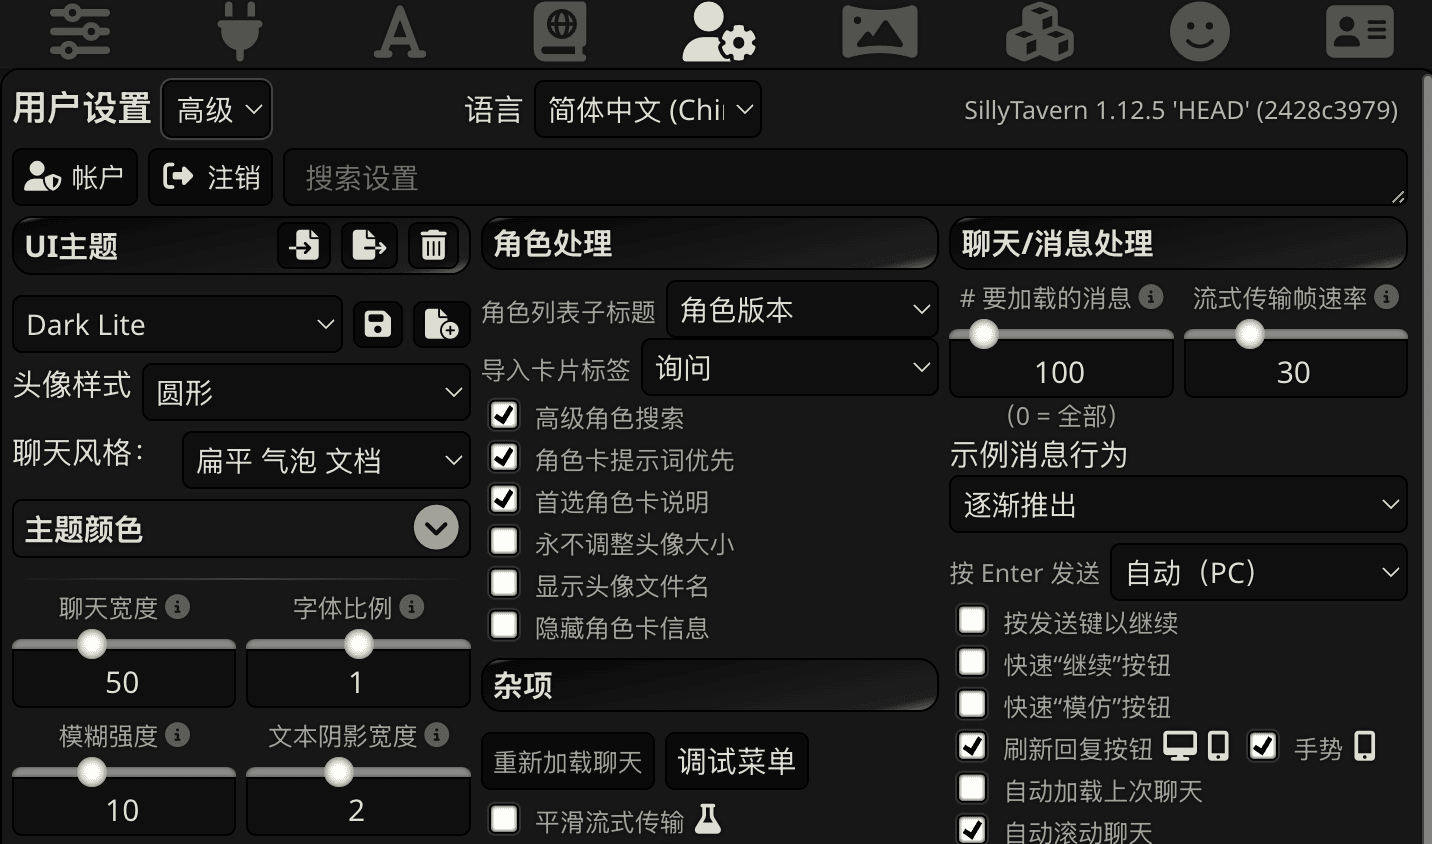 用户设置 高级 语言 简体中文 (Chi SillyTavern 1.12.5 'HEAD' (2428c3979)
帐户 注销 搜索设置
UI主题
Dark Lite
头像样式 圆形
聊天风格: 扁平 气泡 文档
主题颜色
聊天宽度 字体比例
50 1
模糊强度 文本阴影宽度
10 2
角色处理
角色列表子标题 角色版本
导入卡片标签 询问
高级角色搜索
角色卡提示词优先
首选角色卡说明
永不调整头像大小
显示头像文件名
隐藏角色卡信息
杂项
重新加载聊天 调试菜单
平滑流式传输
聊天/消息处理
# 要加载的消息 流式传输帧速率
100 30
(0 = 全部)
示例消息行为
逐渐推出
按 Enter 发送 自动（PC）
按发送键以继续
快速“继续”按钮
快速“模仿”按钮
刷新回复按钮 手势
自动加载上次聊天
自动滚动聊天